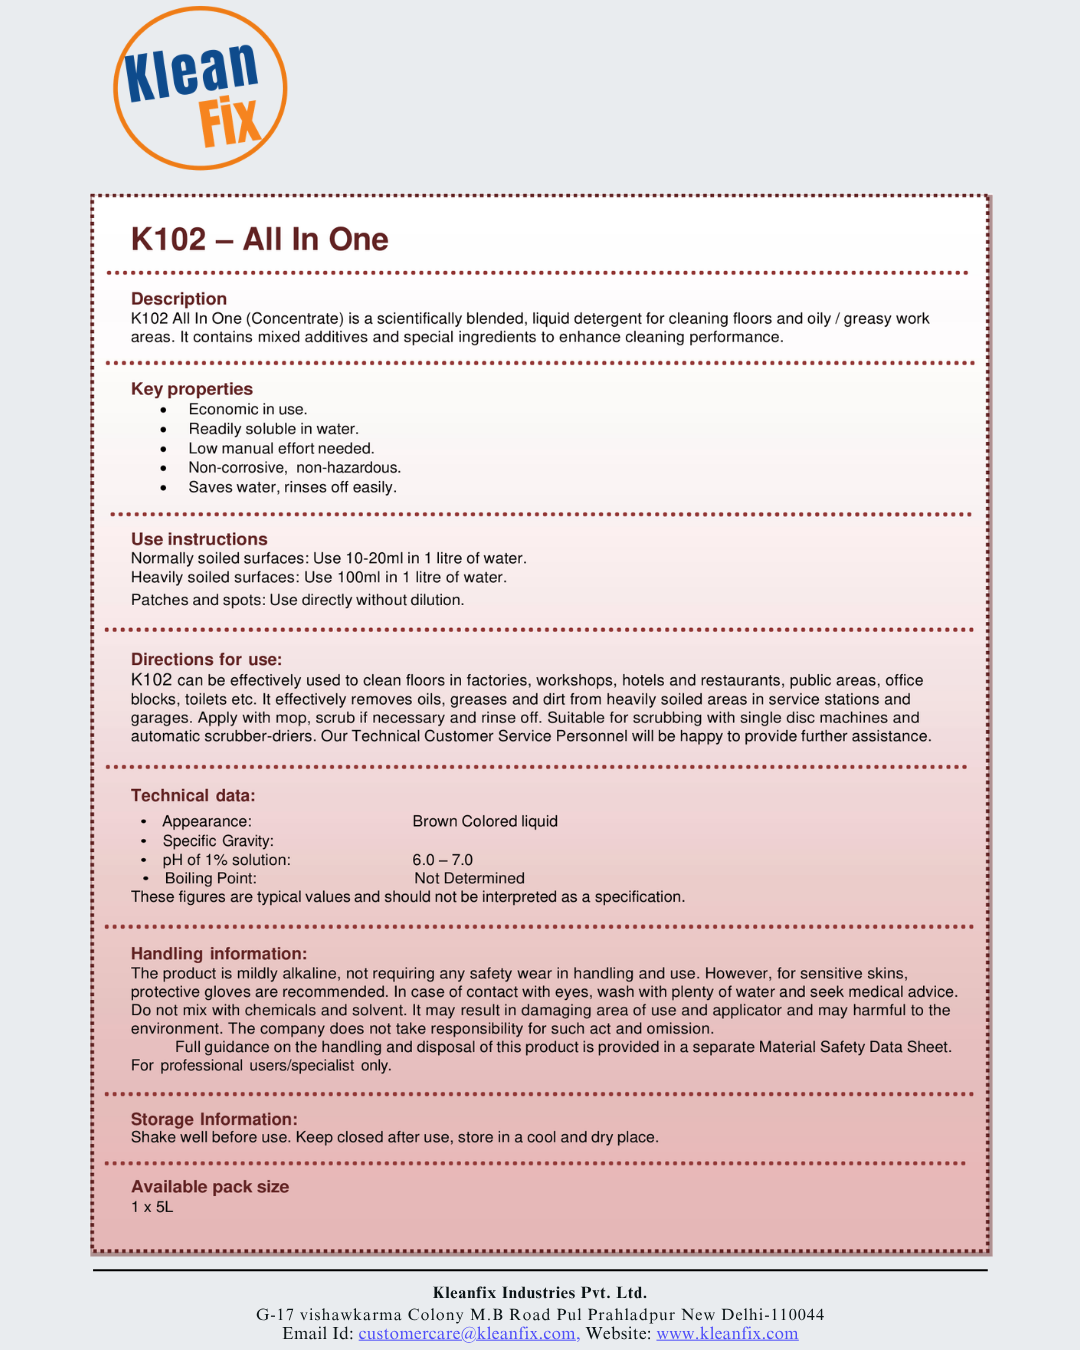 Klean
Fix
K102 – All In One
Description
K102 All In One (Concentrate) is a scientifically blended, liquid detergent for cleaning floors and oily / greasy work
areas. It contains mixed additives and special ingredients to enhance cleaning performance.
Key properties
• Economic in use.
• Readily soluble in water.
• Low manual effort needed.
• Non-corrosive, non-hazardous.
• Saves water, rinses off easily.
Use instructions
Normally soiled surfaces: Use 10-20ml in 1 litre of water.
Heavily soiled surfaces: Use 100ml in 1 litre of water.
Patches and spots: Use directly without dilution.
Directions for use:
K102 can be effectively used to clean floors in factories, workshops, hotels and restaurants, public areas, office
blocks, toilets etc. It effectively removes oils, greases and dirt from heavily soiled areas in service stations and
garages. Apply with mop, scrub if necessary and rinse off. Suitable for scrubbing with single disc machines and
automatic scrubber-driers. Our Technical Customer Service Personnel will be happy to provide further assistance.
Technical data:
• Appearance: Brown Colored liquid
• Specific Gravity:
• pH of 1% solution: 6.0 – 7.0
• Boiling Point: Not Determined
These figures are typical values and should not be interpreted as a specification.
Handling information:
The product is mildly alkaline, not requiring any safety wear in handling and use. However, for sensitive skins,
protective gloves are recommended. In case of contact with eyes, wash with plenty of water and seek medical advice.
Do not mix with chemicals and solvent. It may result in damaging area of use and applicator and may harmful to the
environment. The company does not take responsibility for such act and omission.
Full guidance on the handling and disposal of this product is provided in a separate Material Safety Data Sheet.
For professional users/specialist only.
Storage Information:
Shake well before use. Keep closed after use, store in a cool and dry place.
Available pack size
1 x 5L
Kleanfix Industries Pvt. Ltd.
G-17 vishawkarma Colony M.B Road Pul Prahladpur New Delhi-110044
Email Id: customercare@kleanfix.com, Website: www.kleanfix.com